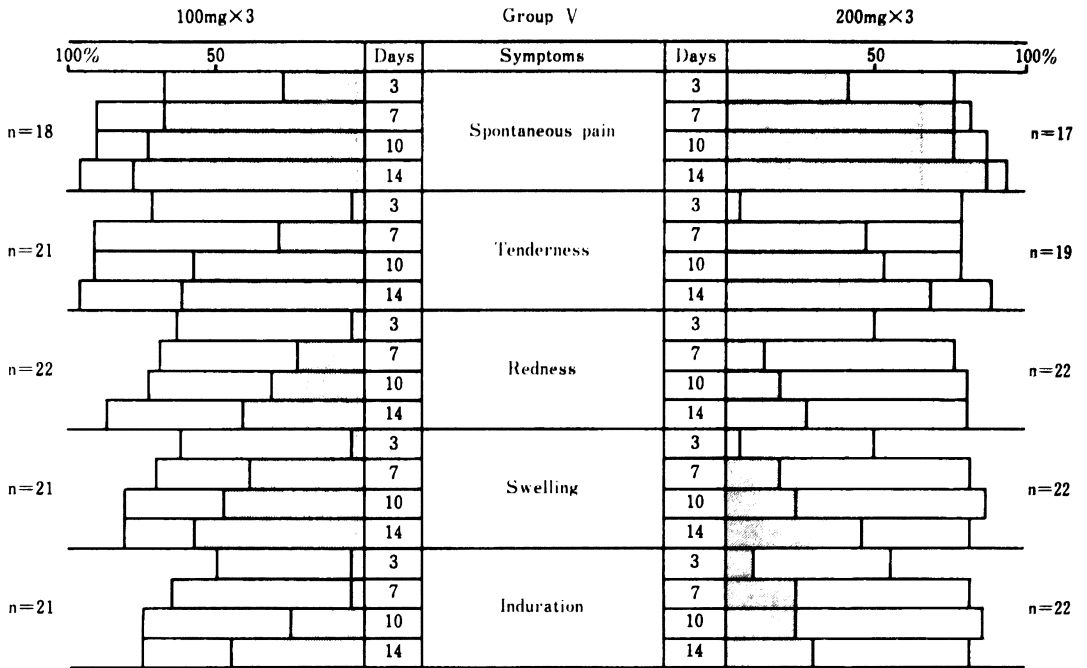 100mg×3 Group V 200mg×3
100% 50 Days Symptoms Days 50 100%
3 3
n=18 7 Spontaneous pain 7 n=17
10 10
14 14
3 3
n=21 7 Tenderness 7 n=19
10 10
14 14
3 3
n=22 7 Redness 7 n=22
10 10
14 14
3 3
n=21 7 Swelling 7 n=22
10 10
14 14
3 3
n=21 7 Induration 7 n=22
10 10
14 14